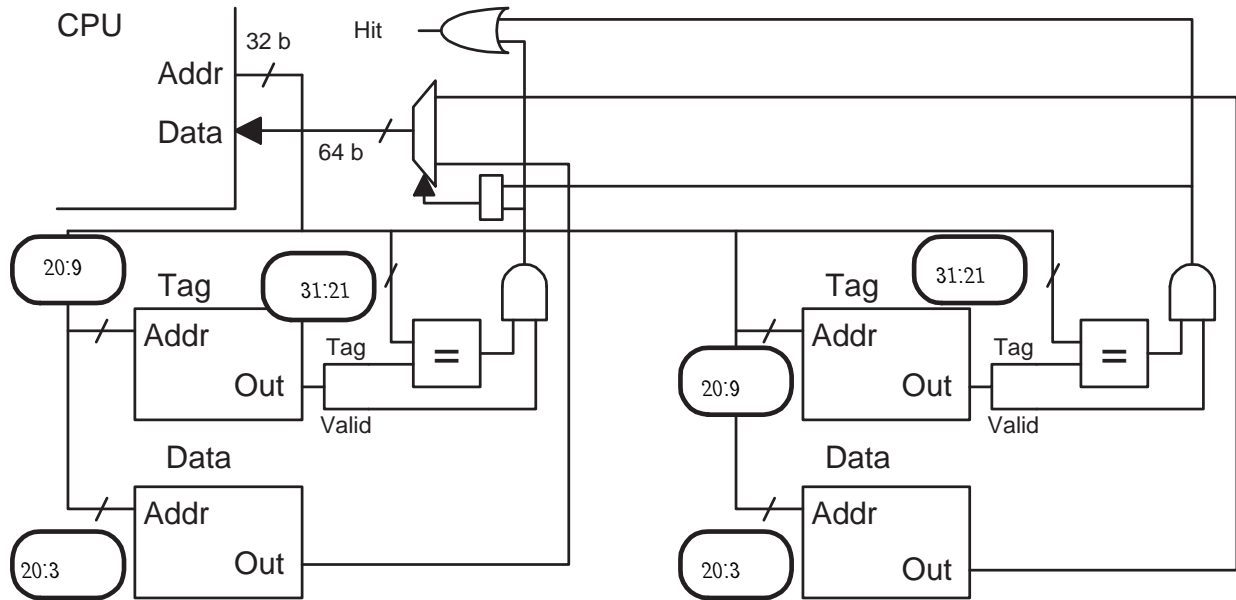 CPU
Hit
32 b
Addr
Data
64 b
20:9
Tag
31:21
Tag
31:21
Addr
Tag
=
Addr
Tag
=
Out
Out
20:9
Valid
Valid
Data
Data
Addr
Addr
Out
Out
20:3
20:3